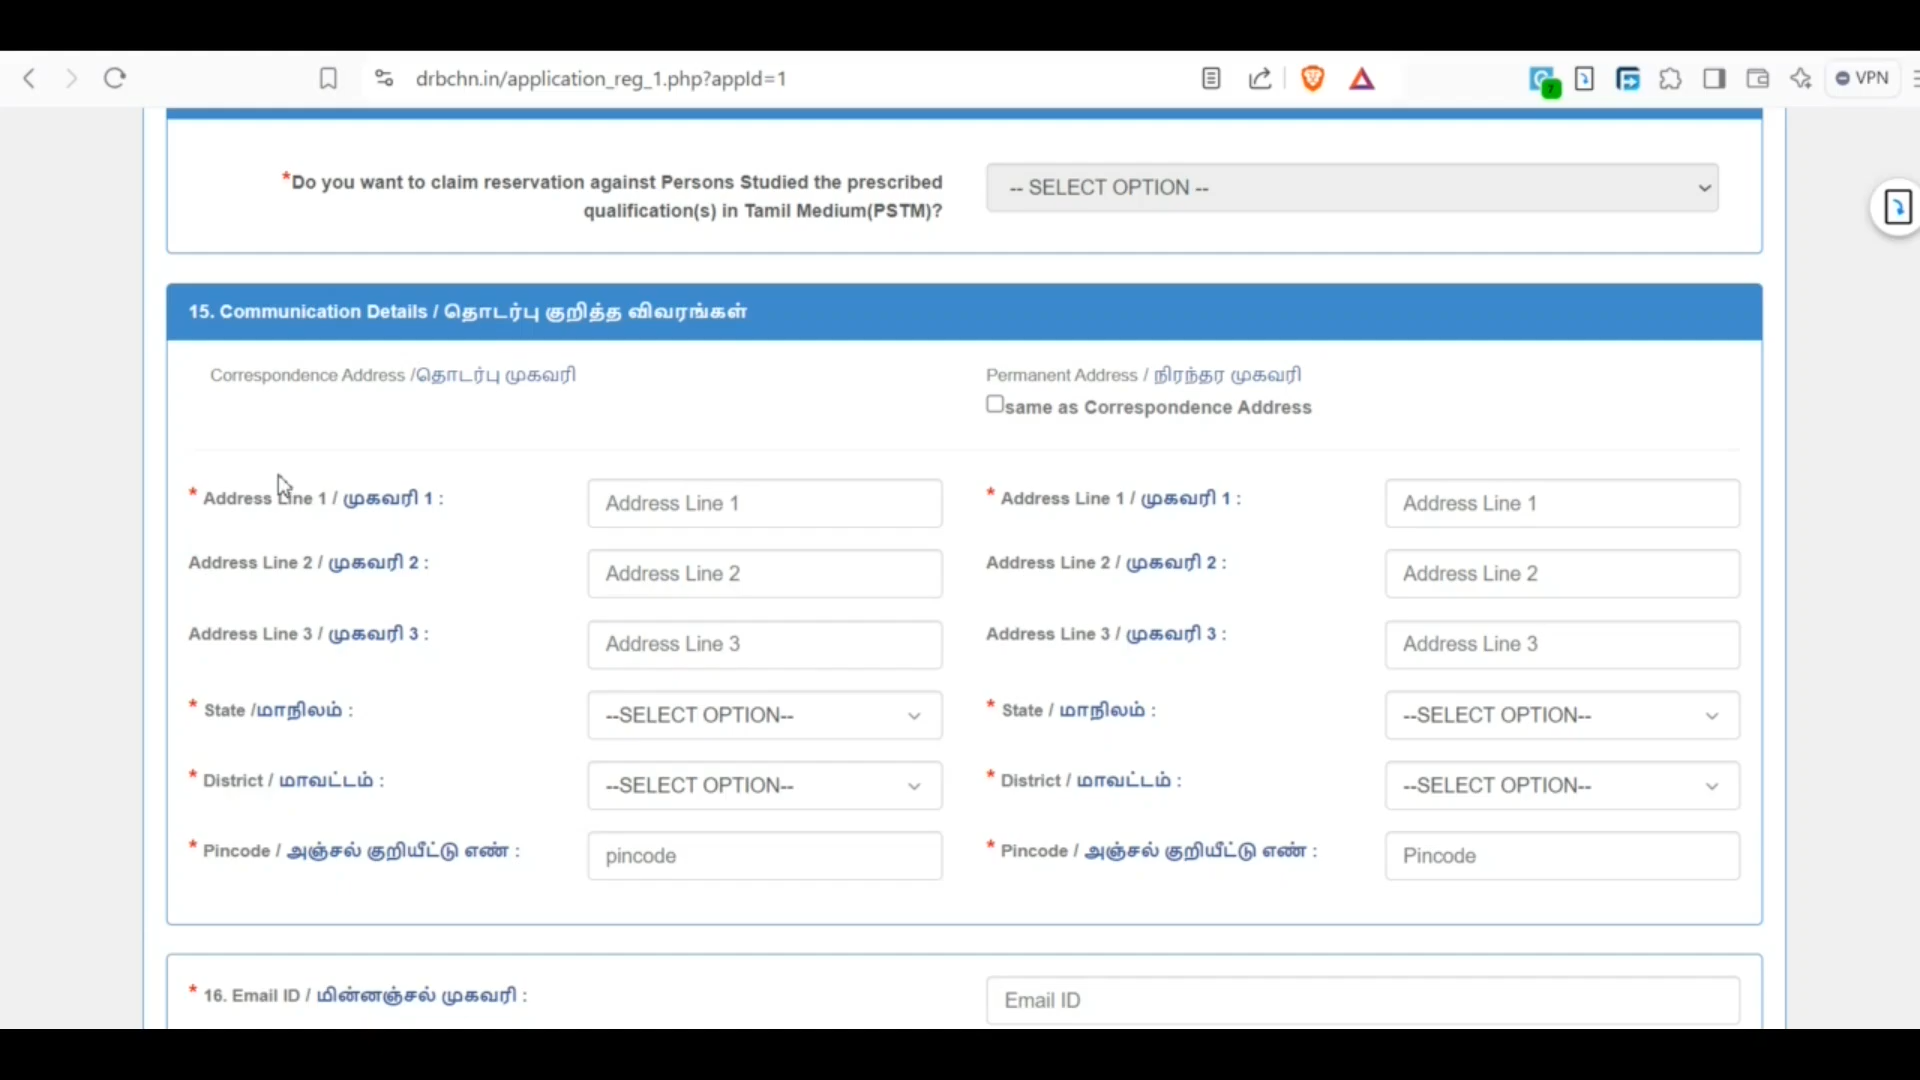 drbchn.in/application_reg_1.php?appId=1
VPN
*Do you want to claim reservation against Persons Studied the prescribed
qualification(s) in Tamil Medium(PSTM)?
-- SELECT OPTION --
15. Communication Details / தொடர்பு குறித்த விவரங்கள்
Correspondence Address /தொடர்பு முகவரி
Permanent Address / நிரந்தர முகவரி
same as Correspondence Address
* Address Line 1 / முகவரி 1 :
Address Line 1
* Address Line 1 / முகவரி 1 :
Address Line 1
Address Line 2 / முகவரி 2 :
Address Line 2
Address Line 2 / முகவரி 2 :
Address Line 2
Address Line 3 / முகவரி 3 :
Address Line 3
Address Line 3 / முகவரி 3 :
Address Line 3
* State /மாநிலம் :
--SELECT OPTION--
* State / மாநிலம் :
--SELECT OPTION--
* District / மாவட்டம் :
--SELECT OPTION--
* District / மாவட்டம் :
--SELECT OPTION--
* Pincode / அஞ்சல் குறியீட்டு எண் :
pincode
* Pincode / அஞ்சல் குறியீட்டு எண் :
Pincode
* 16. Email ID / மின்னஞ்சல் முகவரி :
Email ID